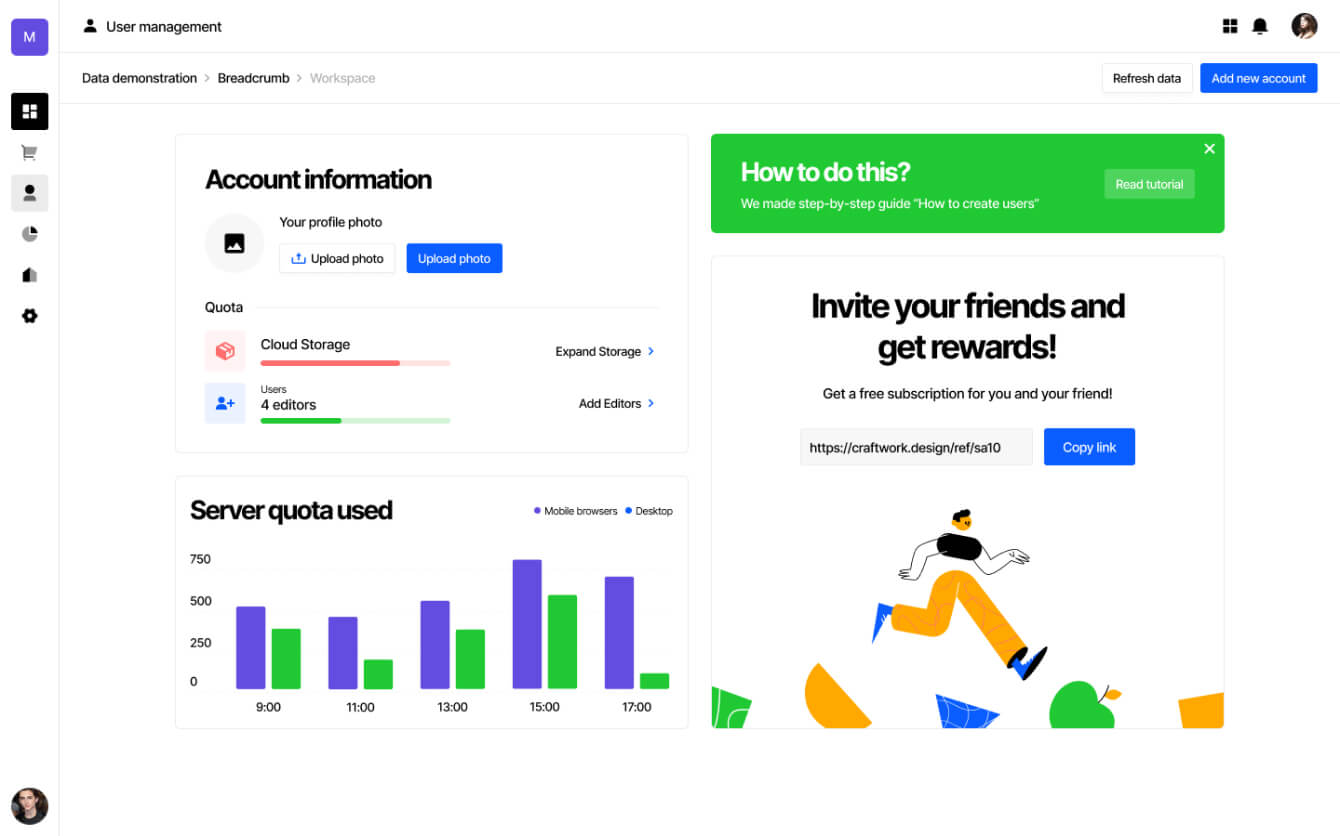 M
User management
Data demonstration
Breadcrumb
Workspace
Refresh data
Add new account
Account information
Your profile photo
Upload photo
Upload photo
Quota
Cloud Storage
Expand Storage
Users
4 editors
Add Editors
Server quota used
Mobile browsers
Desktop
750
500
250
0
9:00
11:00
13:00
15:00
17:00
How to do this?
We made step-by-step guide “How to create users”
Read tutorial
Invite your friends and
get rewards!
Get a free subscription for you and your friend!
https://craftwork.design/ref/sa10
Copy link